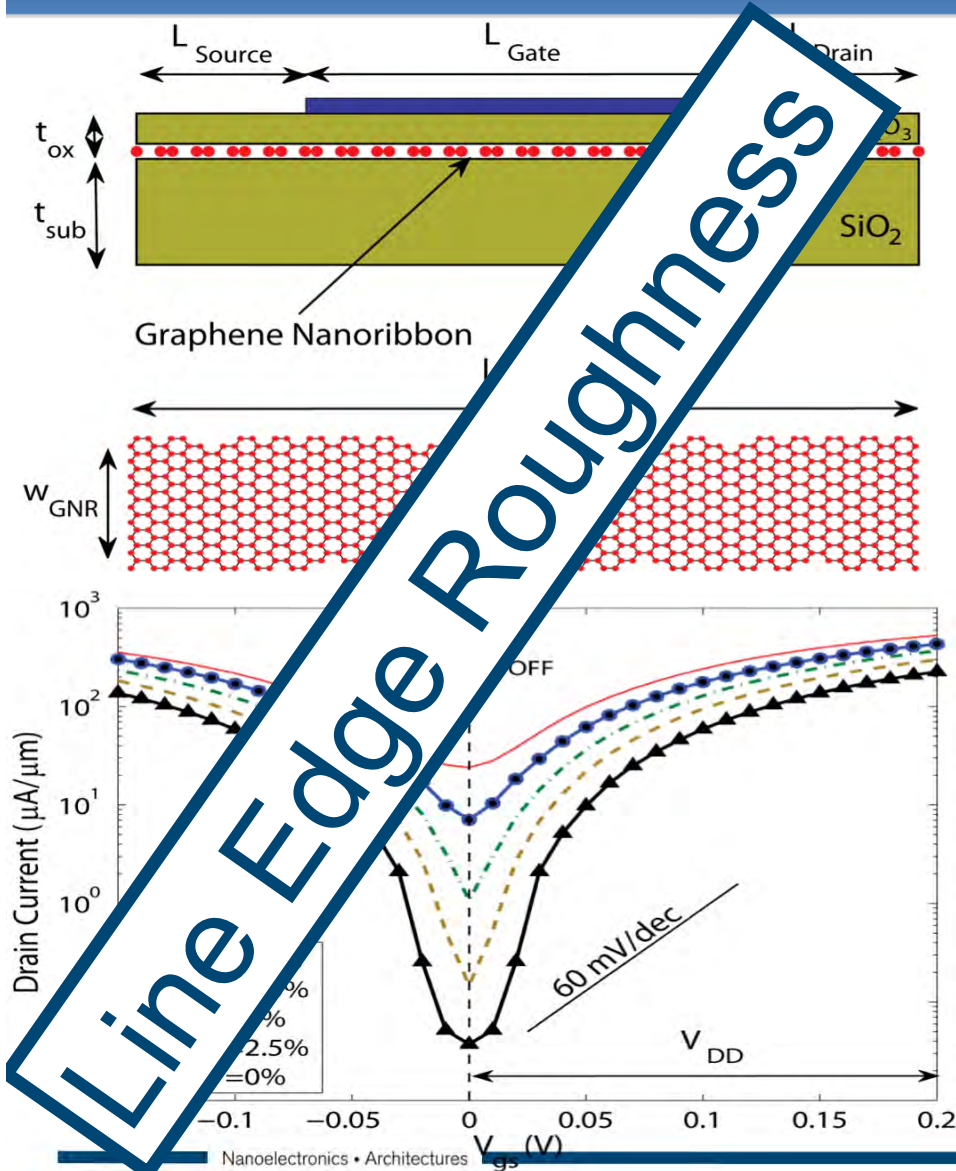 L Source
L Gate
Drain
t ox
O₃
t sub
SiO₂
Graphene Nanoribbon
w GNR
Line Edge Roughness
10³
OFF
10²
10¹
10⁰
Drain Current (μA/μm)
60 mV/dec
%
%
2.5%
=0%
V DD
−0.1
−0.05
0
0.05
0.1
0.15
0.2
V gs (V)
Nanoelectronics • Architectures